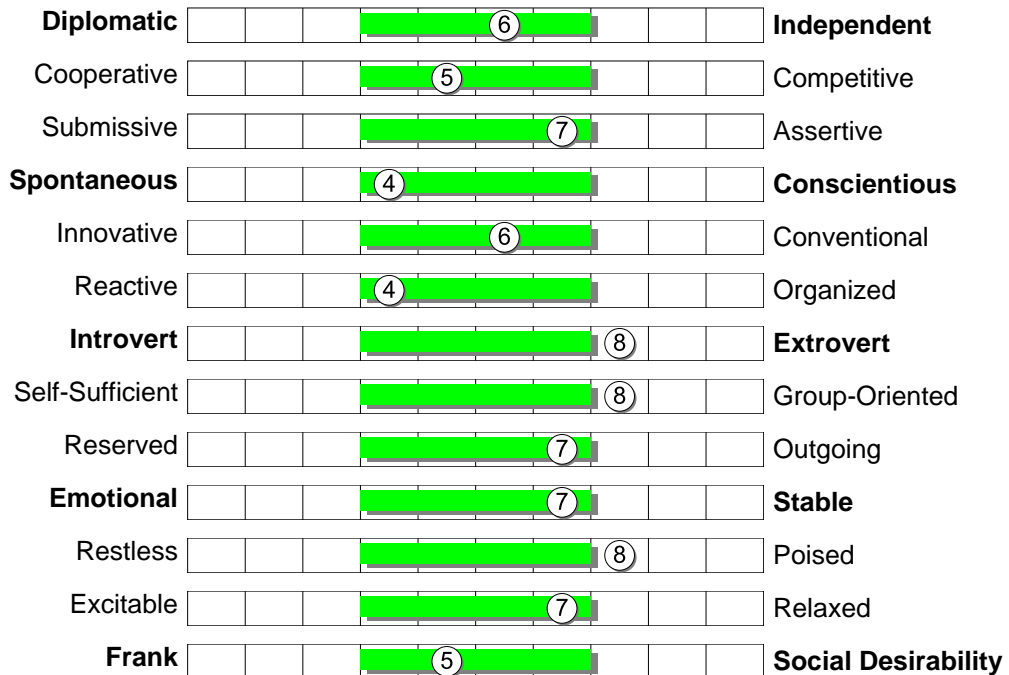 Diplomatic 6 Independent
Cooperative 5 Competitive
Submissive 7 Assertive
Spontaneous 4 Conscientious
Innovative 6 Conventional
Reactive 4 Organized
Introvert 8 Extrovert
Self-Sufficient 8 Group-Oriented
Reserved 7 Outgoing
Emotional 7 Stable
Restless 8 Poised
Excitable 7 Relaxed
Frank 5 Social Desirability